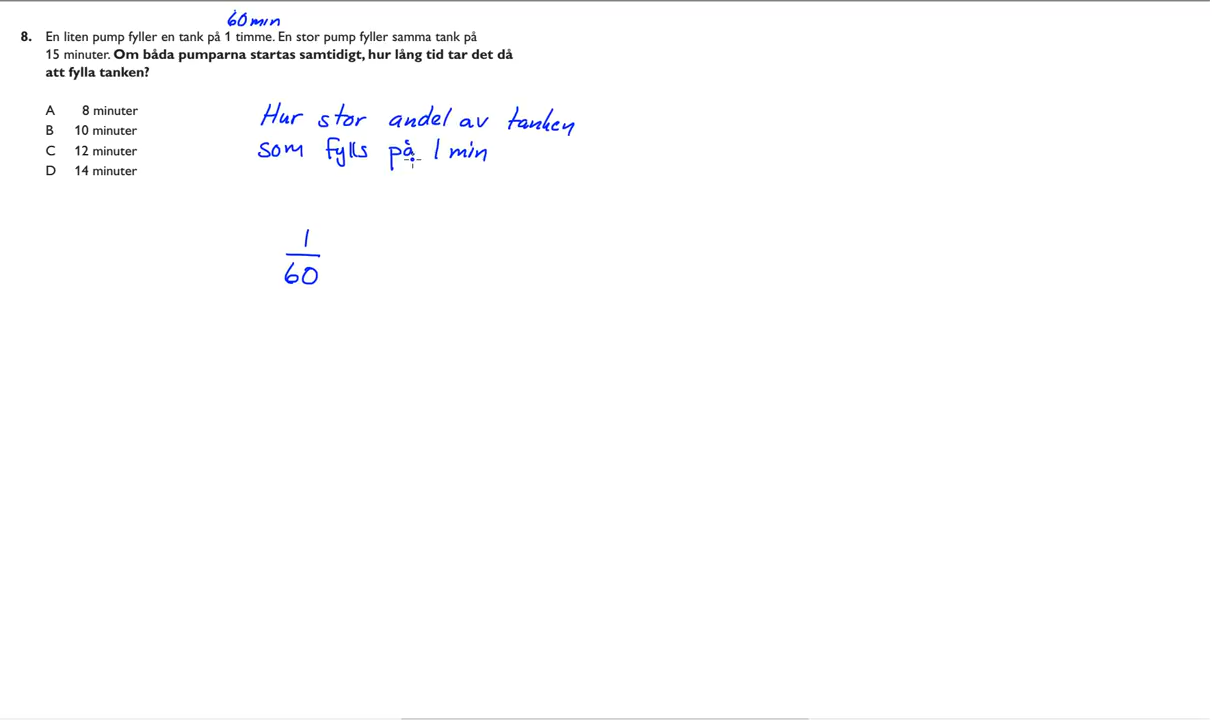 60 min
8. En liten pump fyller en tank på 1 timme. En stor pump fyller samma tank på
15 minuter. Om båda pumparna startas samtidigt, hur lång tid tar det då
att fylla tanken?
A 8 minuter
B 10 minuter
C 12 minuter
D 14 minuter
Hur stor andel av tanken
som fylls på 1 min
1
60